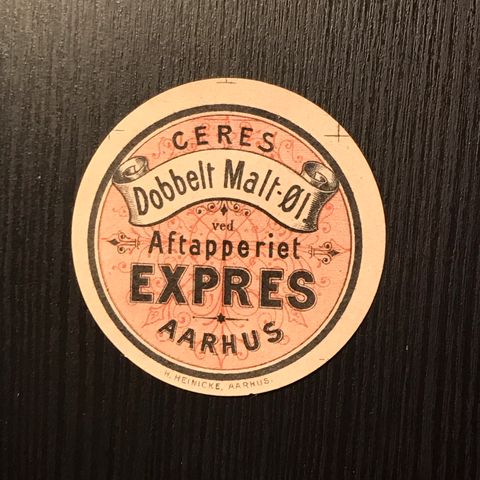 CERES
Dobbelt Malt-Øl.
ved
Aftapperiet
EXPRES
AARHUS
H. HEINICKE, AARHUS.